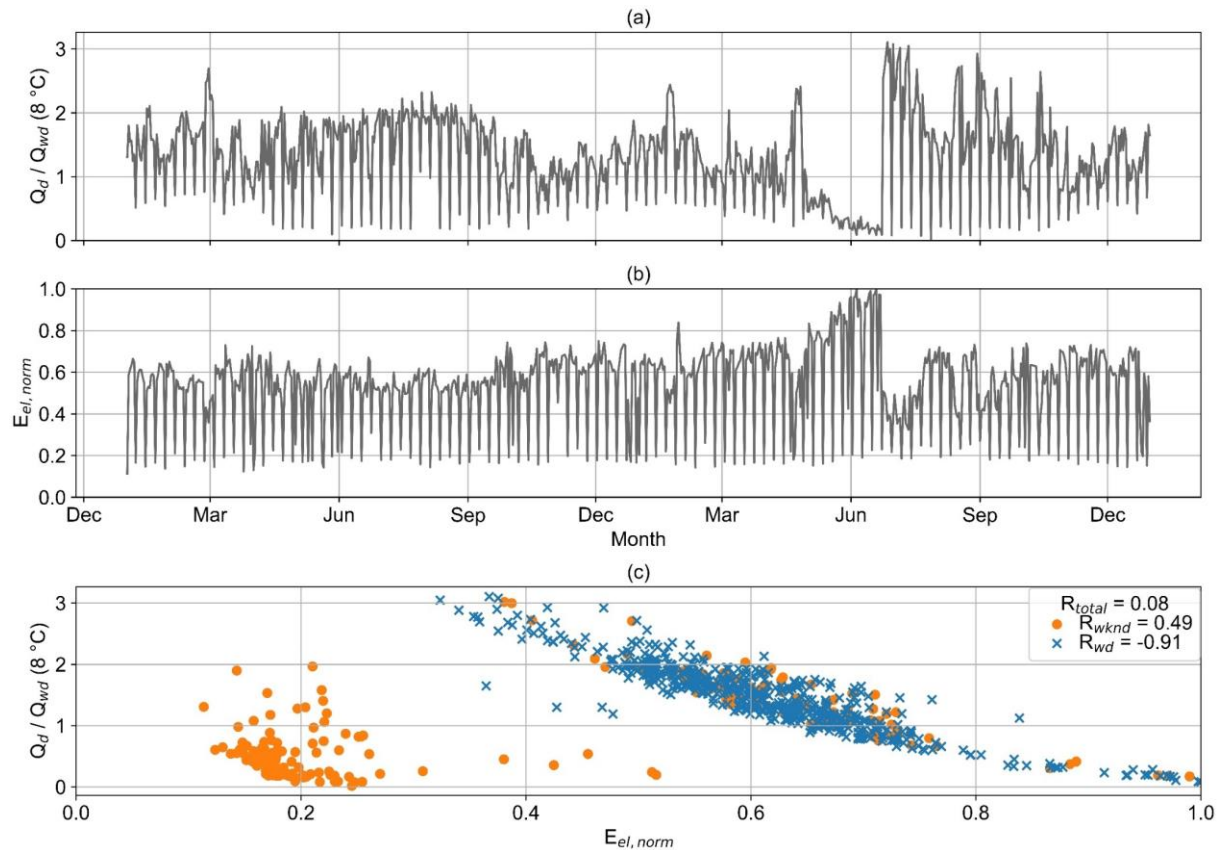 (a)
3
2
1
0
Q_d / Q_wd (8 °C)
(b)
1.0
0.8
0.6
0.4
0.2
0.0
E_el,norm
Dec Mar Jun Sep Dec Mar Jun Sep Dec
Month
(c)
3
2
1
0
Q_d / Q_wd (8 °C)
R_total = 0.08
R_wknd = 0.49
R_wd = -0.91
0.0 0.2 0.4 0.6 0.8 1.0
E_el, norm